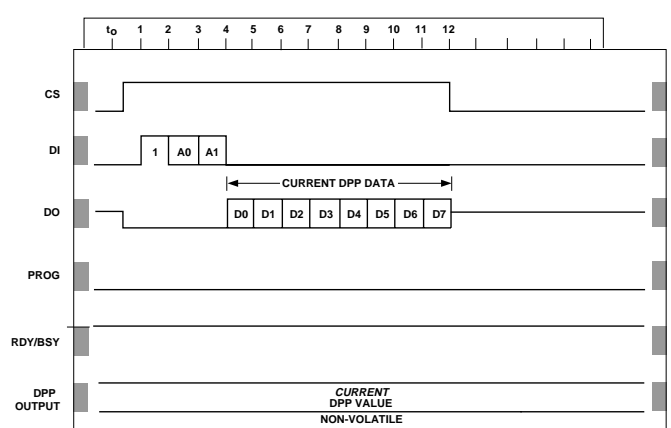 to 1 2 3 4 5 6 7 8 9 10 11 12
CS
DI 1 A0 A1
CURRENT DPP DATA
DO D0 D1 D2 D3 D4 D5 D6 D7
PROG
RDY/BSY
DPP
OUTPUT
CURRENT
DPP VALUE
NON-VOLATILE